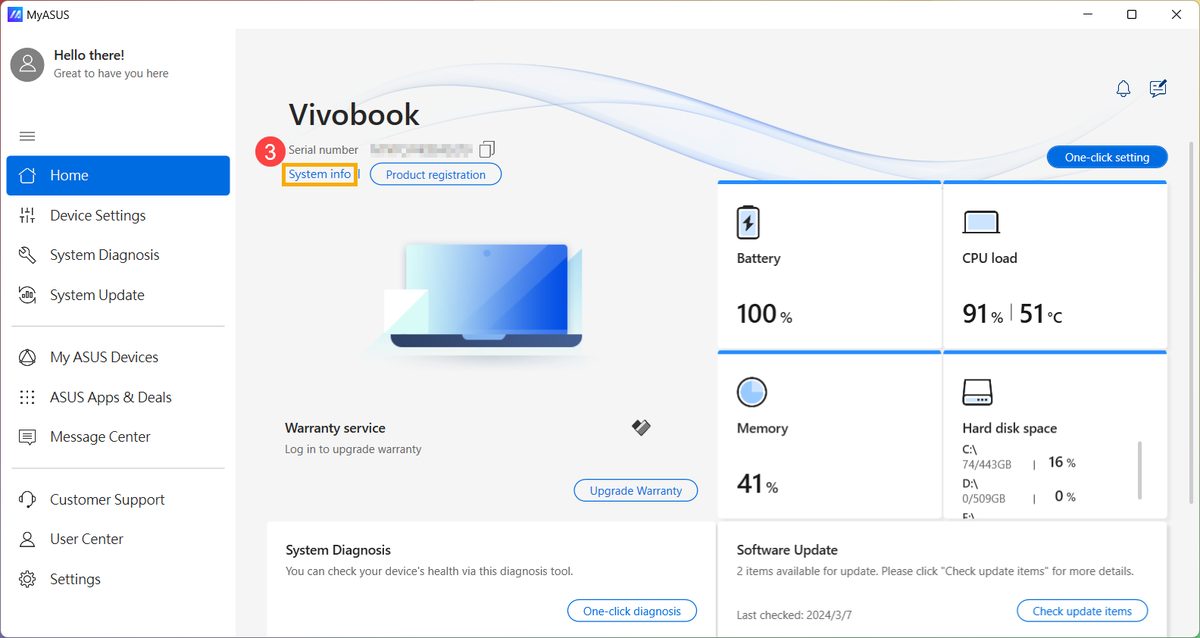 MyASUS
Hello there!
Great to have you here
Home
Device Settings
System Diagnosis
System Update
My ASUS Devices
ASUS Apps & Deals
Message Center
Customer Support
User Center
Settings
Vivobook
3
Serial number
System info
Product registration
One-click setting
Battery
100 %
CPU load
91 % | 51 °C
Memory
41 %
Hard disk space
C:\
74/443GB | 16 %
D:\
0/509GB | 0 %
E:\
Warranty service
Log in to upgrade warranty
Upgrade Warranty
System Diagnosis
You can check your device's health via this diagnosis tool.
One-click diagnosis
Software Update
2 items available for update. Please click "Check update items" for more details.
Last checked: 2024/3/7
Check update items